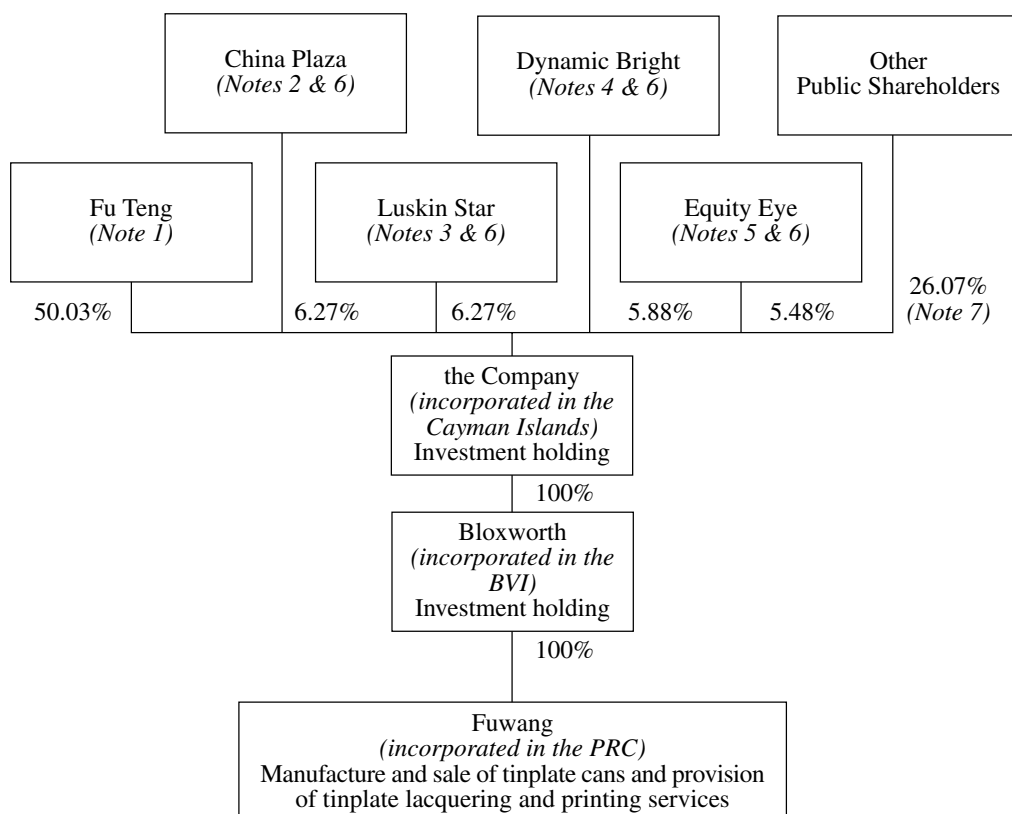 China Plaza
(Notes 2 & 6)
Dynamic Bright
(Notes 4 & 6)
Other
Public Shareholders
Fu Teng
(Note 1)
Luskin Star
(Notes 3 & 6)
Equity Eye
(Notes 5 & 6)
50.03%
6.27%
6.27%
5.88%
5.48%
26.07%
(Note 7)
the Company
(incorporated in the
Cayman Islands)
Investment holding
100%
Bloxworth
(incorporated in the
BVI)
Investment holding
100%
Fuwang
(incorporated in the PRC)
Manufacture and sale of tinplate cans and provision
of tinplate lacquering and printing services